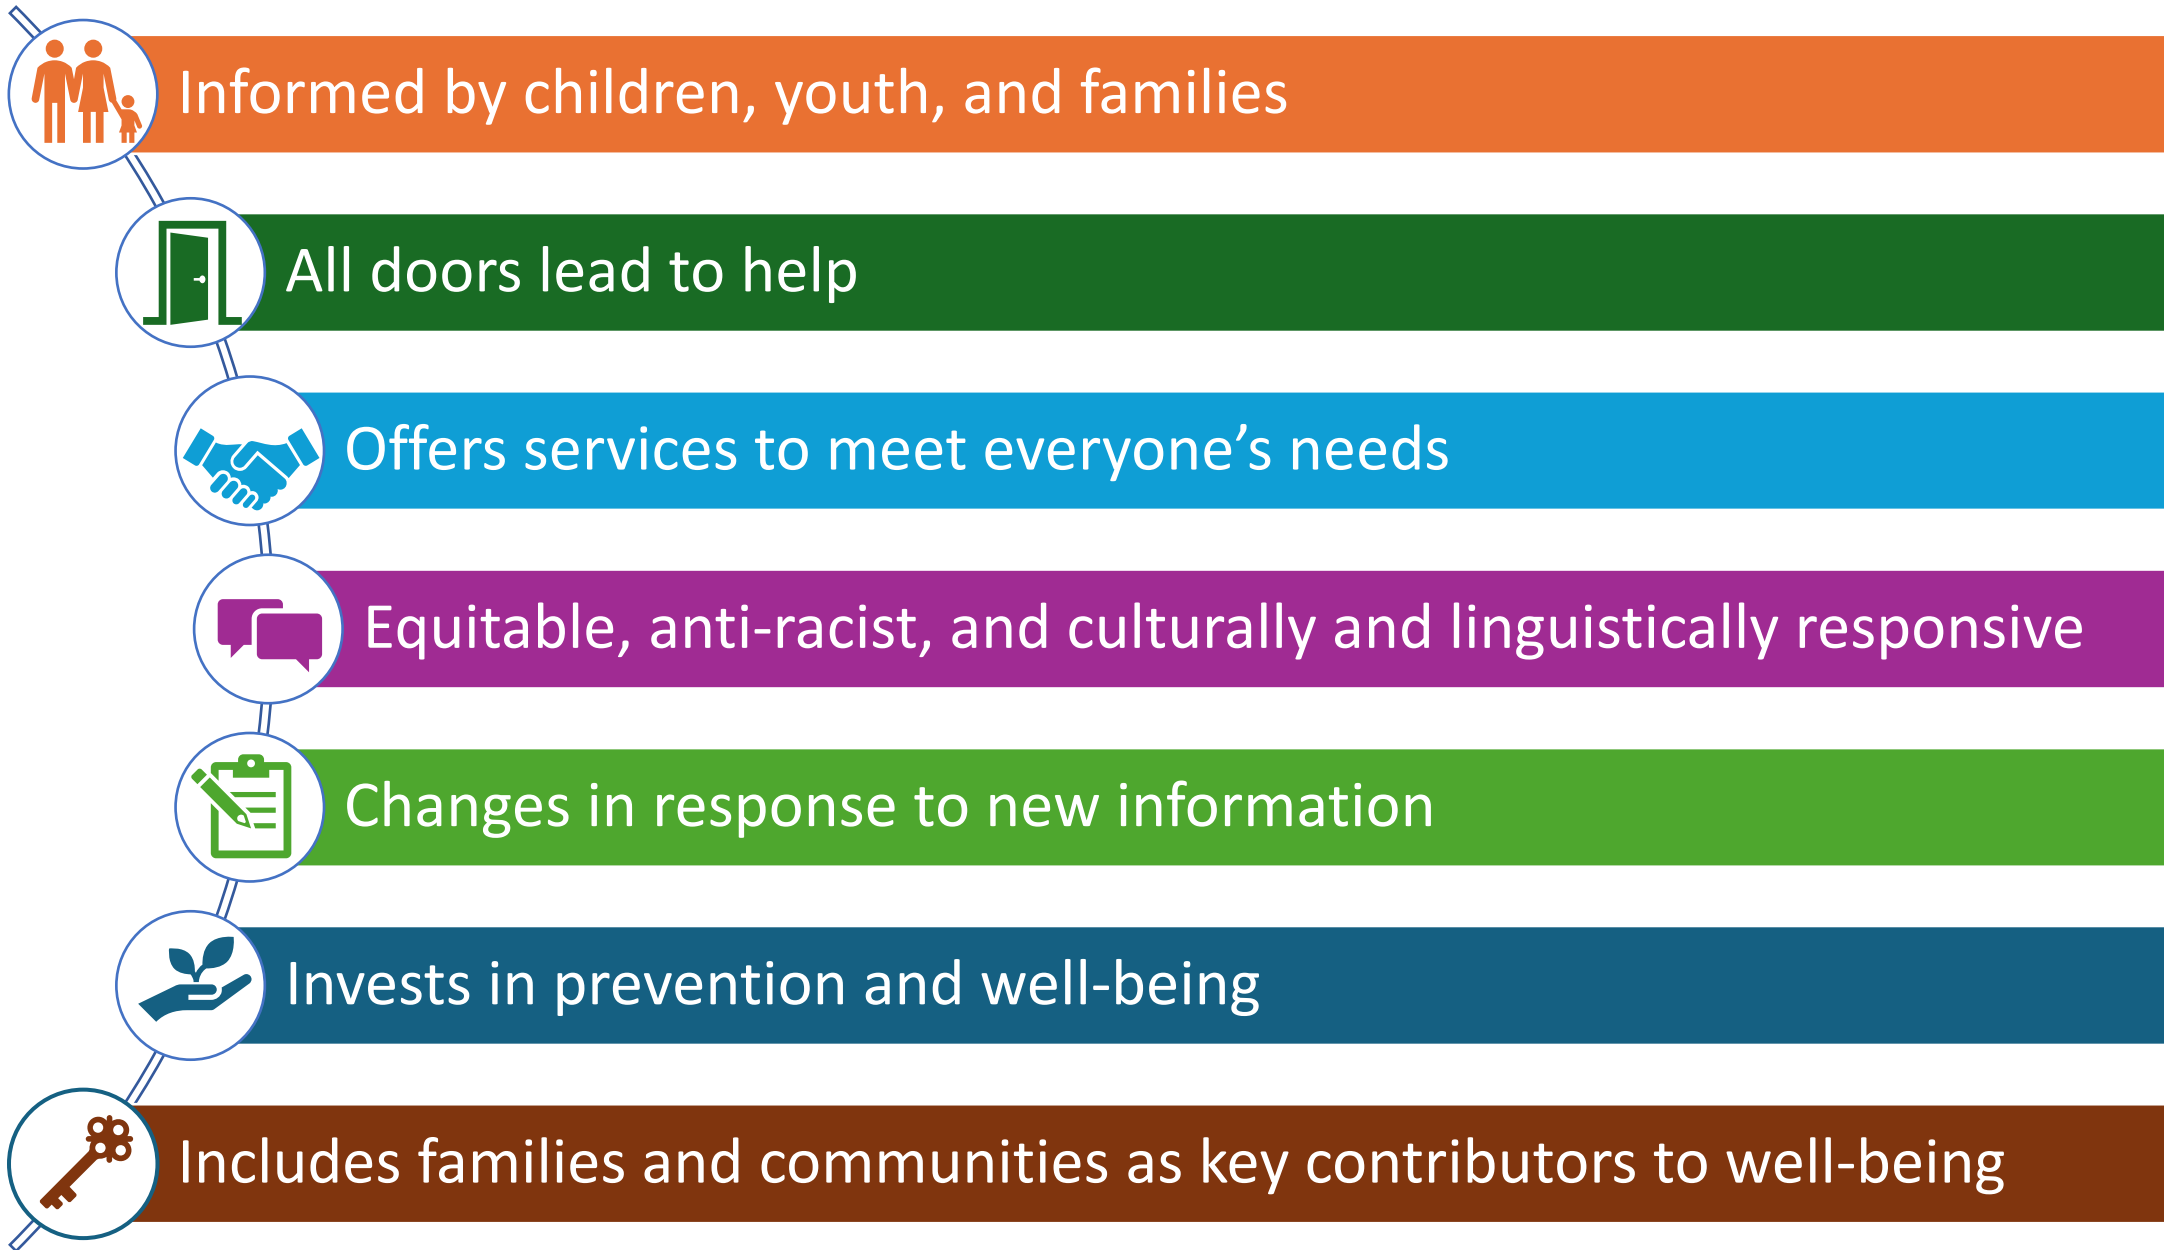 Informed by children, youth, and families
All doors lead to help
Offers services to meet everyone’s needs
Equitable, anti-racist, and culturally and linguistically responsive
Changes in response to new information
Invests in prevention and well-being
Includes families and communities as key contributors to well-being